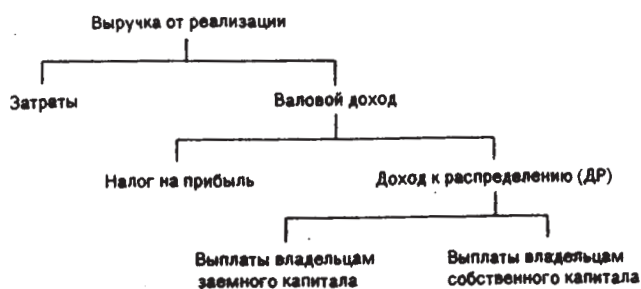 Выручка от реализации
Затраты
Валовой доход
Налог на прибыль
Доход к распределению (ДР)
Выплаты владельцам
заемного капитала
Выплаты владельцам
собственного капитала